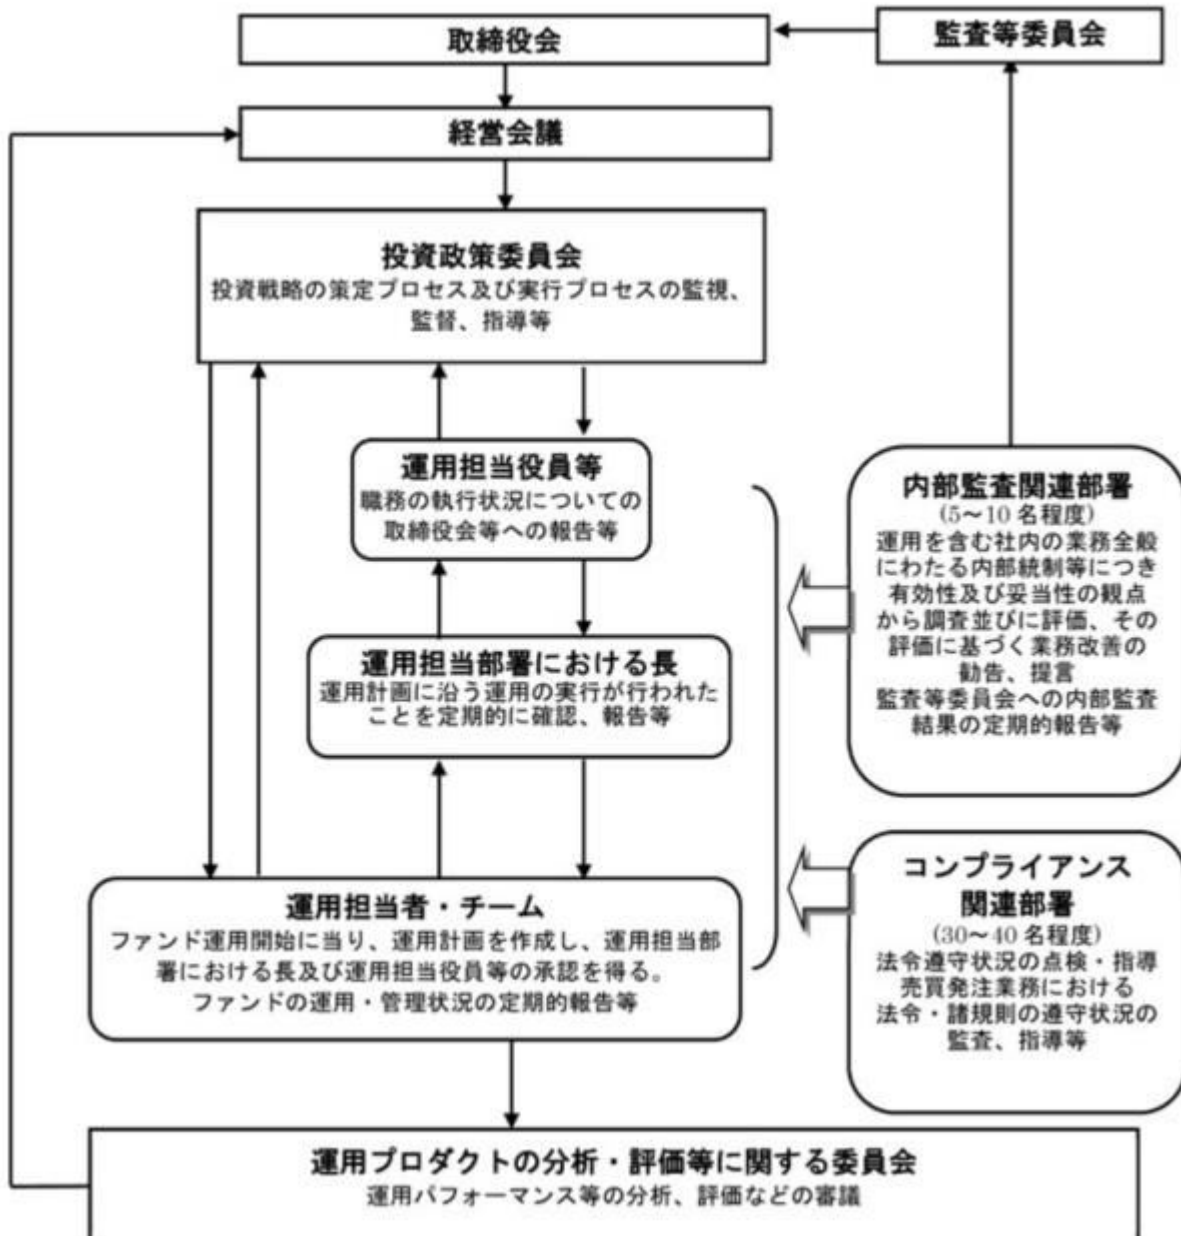 取締役会
監査等委員会
経営会議
投資政策委員会
投資戦略の策定プロセス及び実行プロセスの監視、
監督、指導等
運用担当役員等
職務の執行状況についての
取締役会等への報告等
運用担当部署における長
運用計画に沿う運用の実行が行われた
ことを定期的に確認、報告等
内部監査関連部署
(5~10 名程度)
運用を含む社内の業務全般
にわたる内部統制等につき
有効性及び妥当性の観点
から調査並びに評価、その
評価に基づく業務改善の
勧告、提言
監査等委員会への内部監査
結果の定期的報告等
運用担当者・チーム
ファンド運用開始に当り、運用計画を作成し、運用担当部
署における長及び運用担当役員等の承認を得る。
ファンドの運用・管理状況の定期的報告等
コンプライアンス
関連部署
(30~40 名程度)
法令遵守状況の点検・指導
売買発注業務における
法令・諸規則の遵守状況の
監査、指導等
運用プロダクトの分析・評価等に関する委員会
運用パフォーマンス等の分析、評価などの審議